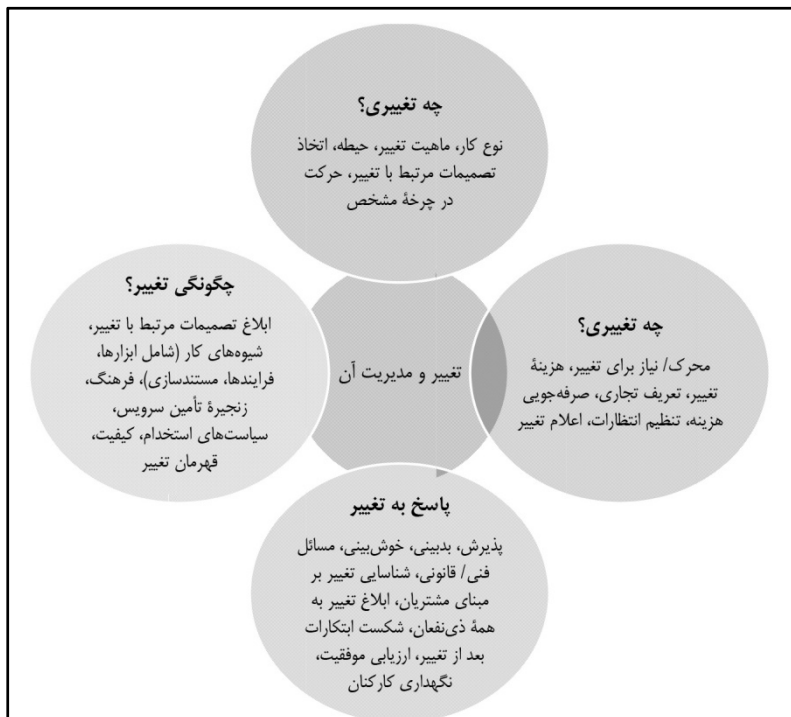 چه تغییری؟
نوع کار، ماهیت تغییر، حیطه، اتخاذ
تصمیمات مرتبط با تغییر، حرکت
در چرخهٔ مشخص
چه تغییری؟
محرک/ نیاز برای تغییر، هزینهٔ
تغییر، تعریف تجاری، صرفه‌جویی
هزینه، تنظیم انتظارات، اعلام تغییر
تغییر و مدیریت آن
چگونگی تغییر؟
ابلاغ تصمیمات مرتبط با تغییر،
شیوه‌های کار (شامل ابزارها،
فرایندها، مستندسازی)، فرهنگ،
زنجیرهٔ تأمین سرویس،
سیاست‌های استخدام، کیفیت،
قهرمان تغییر
پاسخ به تغییر
پذیرش، بدبینی، خوش‌بینی، مسائل
فنی/ قانونی، شناسایی تغییر بر
مبنای مشتریان، ابلاغ تغییر به
همهٔ ذی‌نفعان، شکست ابتکارات
بعد از تغییر، ارزیابی موفقیت،
نگهداری کارکنان